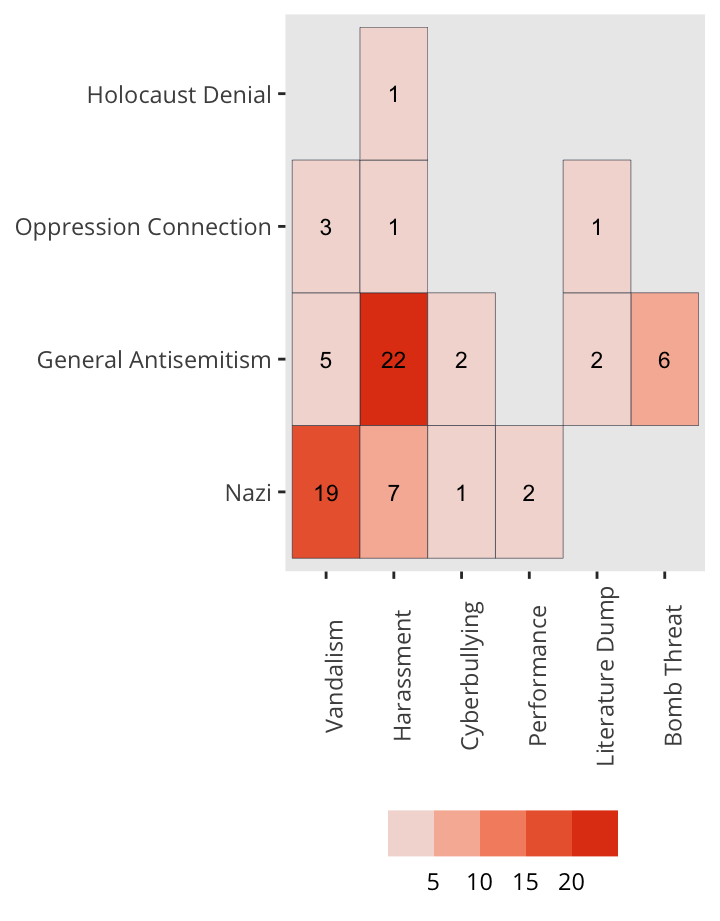 Holocaust Denial 1
Oppression Connection 3 1 1
General Antisemitism 5 22 2 2 6
Nazi 19 7 1 2
Vandalism
Harassment
Cyberbullying
Performance
Literature Dump
Bomb Threat
5 10 15 20